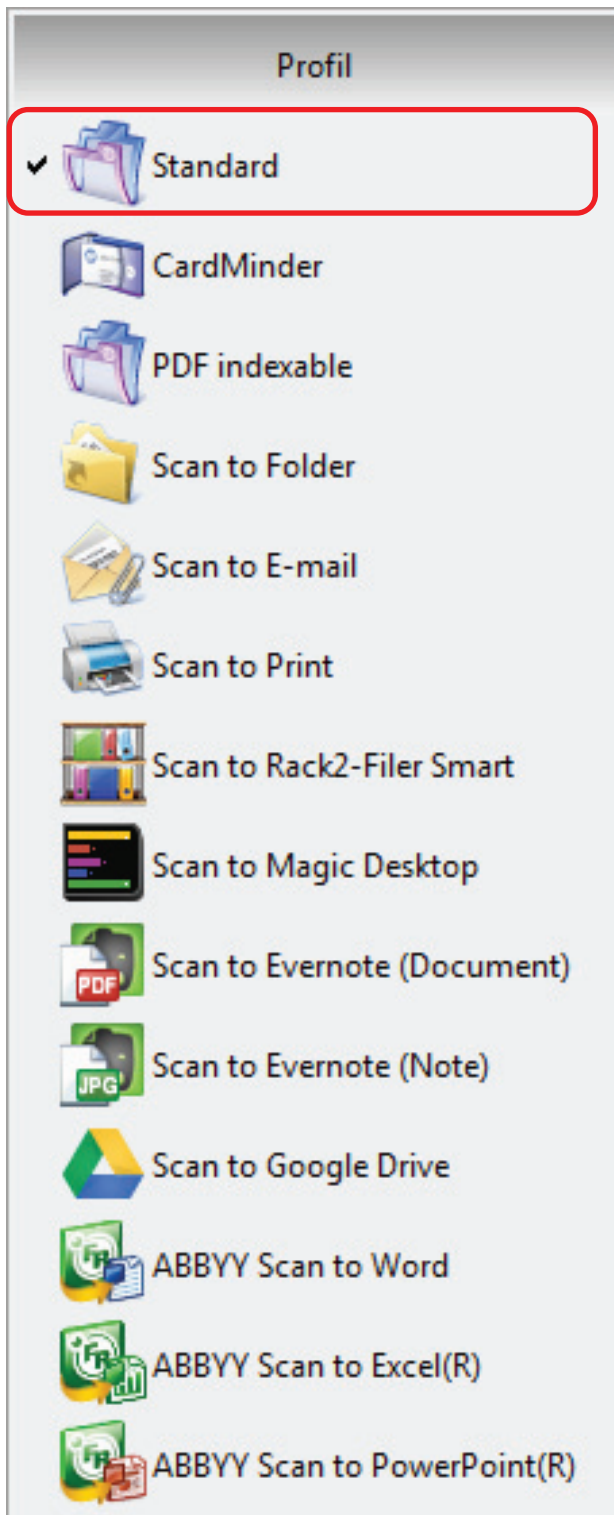 Profil
Standard
CardMinder
PDF indexable
Scan to Folder
Scan to E-mail
Scan to Print
Scan to Rack2-Filer Smart
Scan to Magic Desktop
PDF
Scan to Evernote (Document)
JPG
Scan to Evernote (Note)
Scan to Google Drive
ABBYY Scan to Word
ABBYY Scan to Excel(R)
ABBYY Scan to PowerPoint(R)